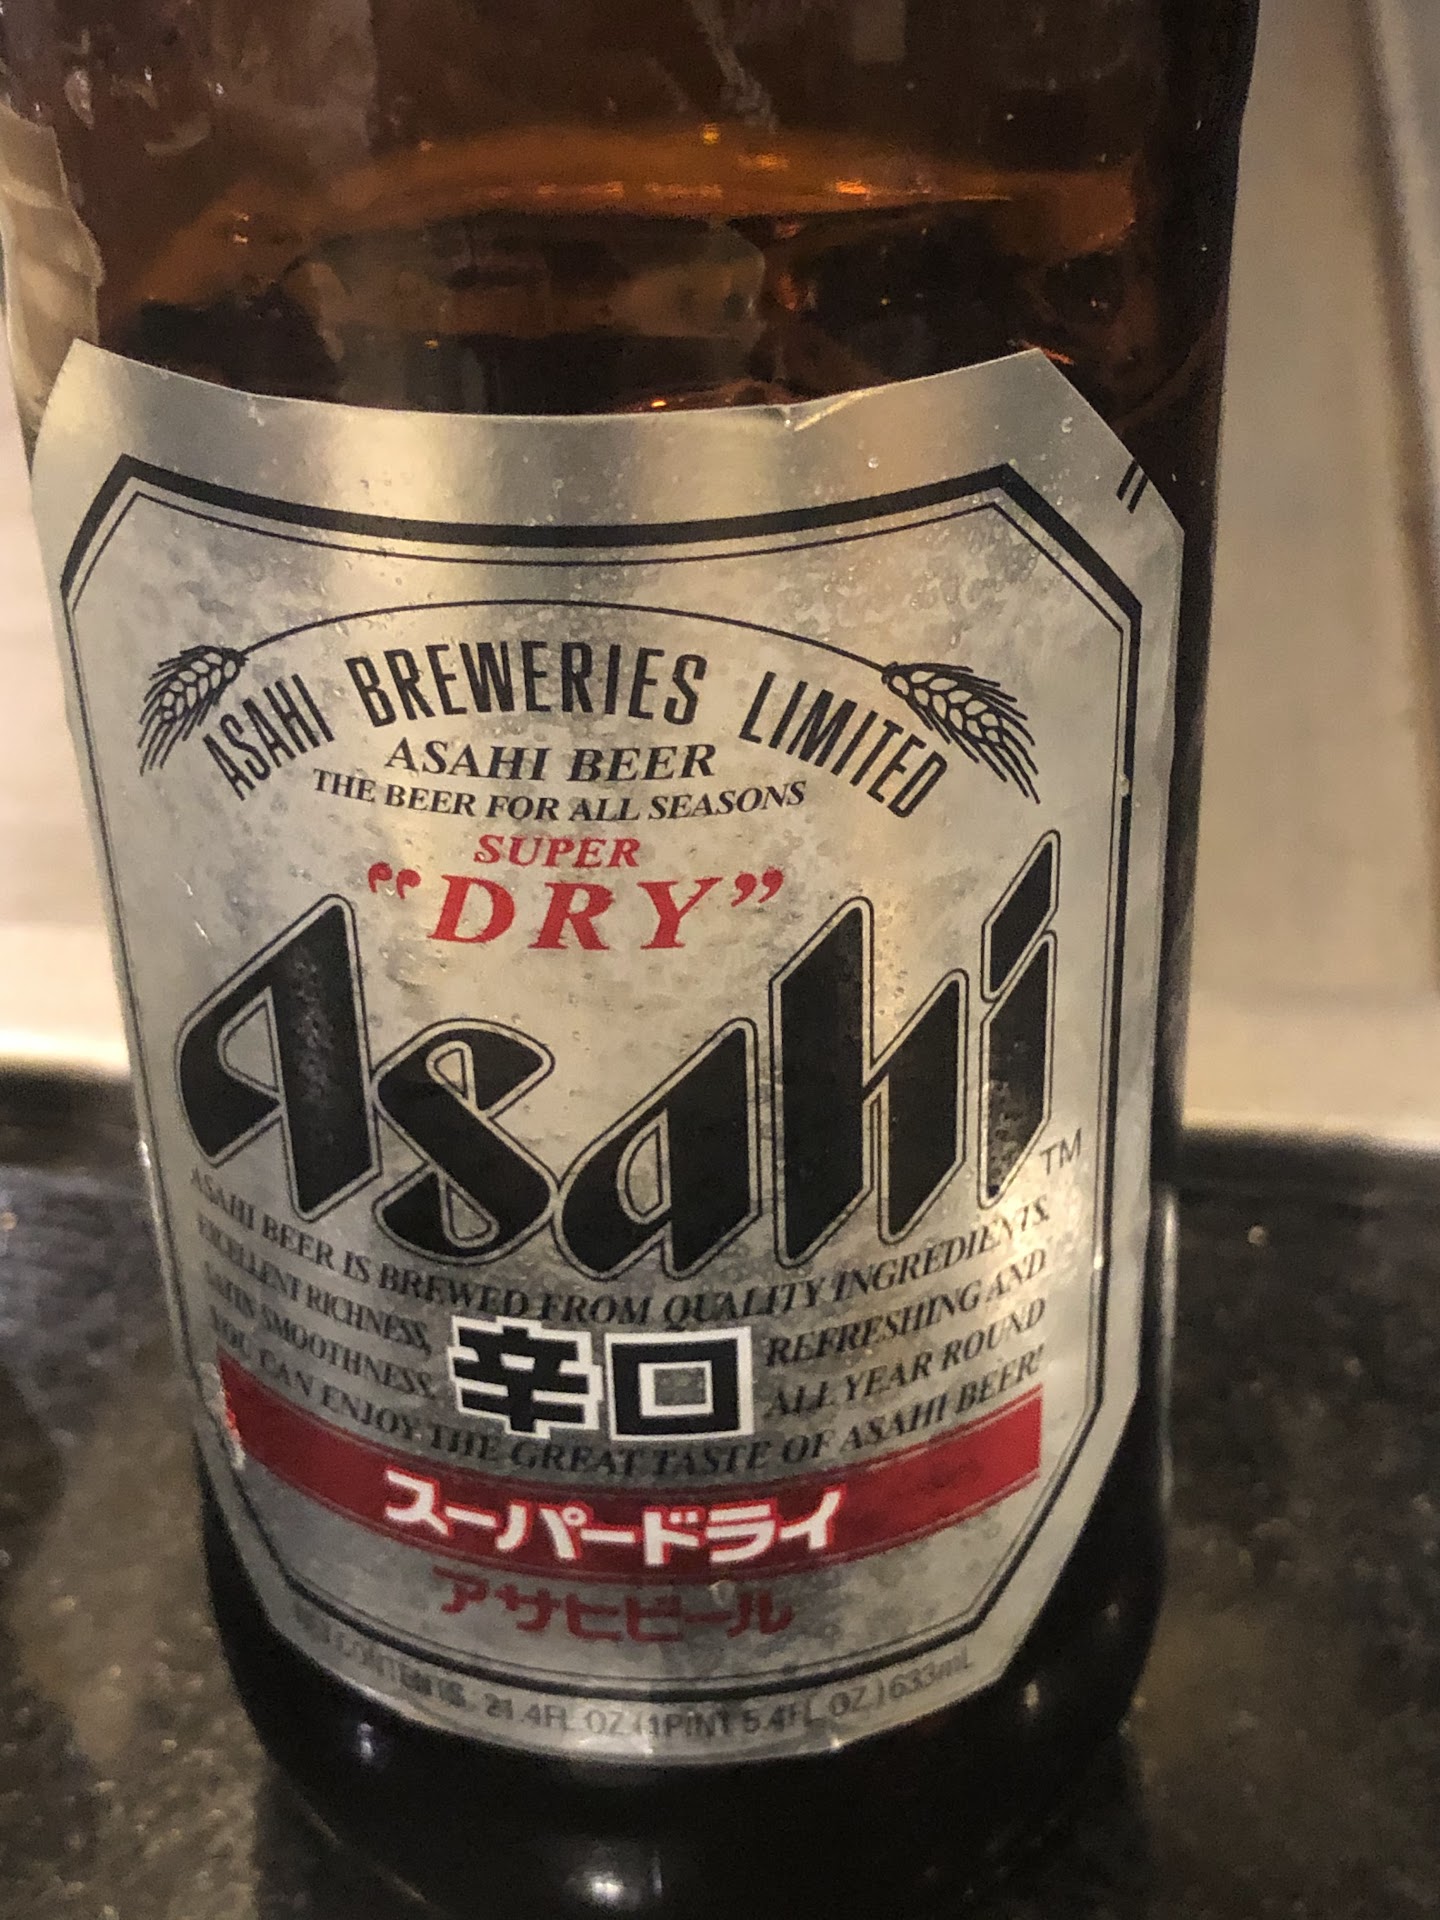 ASAHI BREWERIES LIMITED
ASAHI BEER
THE BEER FOR ALL SEASONS
SUPER
"DRY"
Asahi
TM
ASAHI BEER IS BREWED FROM QUALITY INGREDIENTS,
EXCELLENT RICHNESS, REFRESHING AND
SATIN SMOOTHNESS. ALL YEAR ROUND
辛口
YOU CAN ENJOY THE GREAT TASTE OF ASAHI BEER!
スーパードライ
アサヒビール
CONTENTS. 21.4FL OZ.(1PINT 5.4FL OZ.)633mL